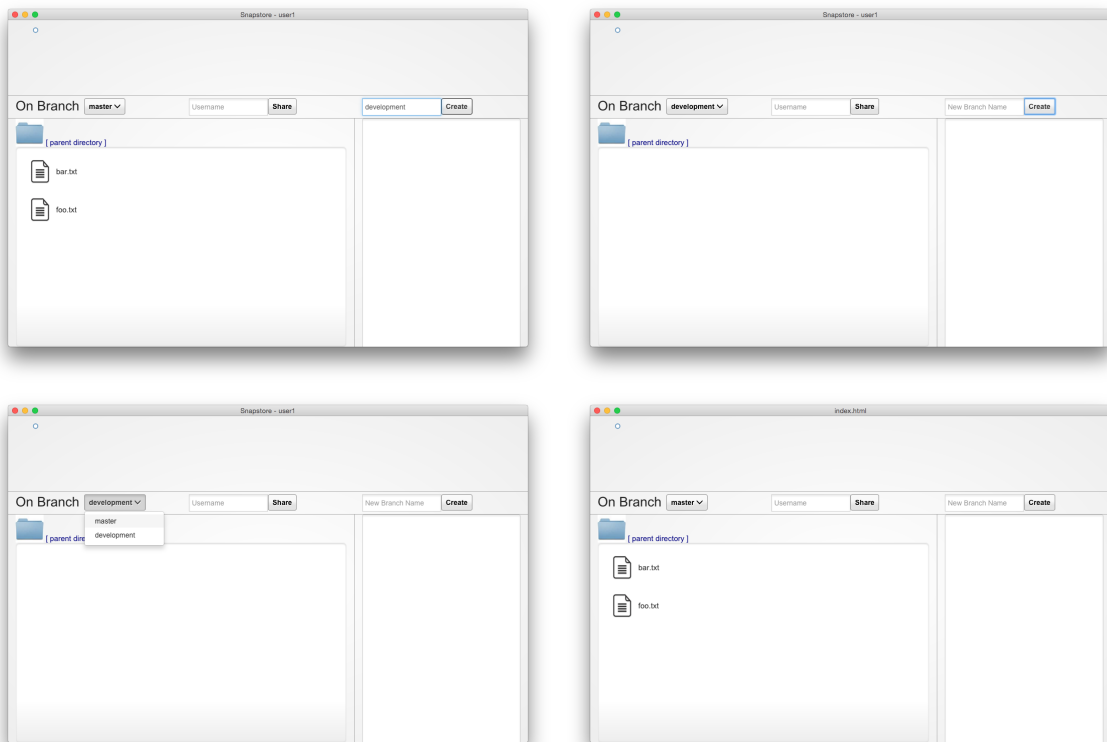 Snapstore - user1
On Branch master Username Share development Create
[ parent directory ]
bar.txt
foo.txt
Snapstore - user1
On Branch development Username Share New Branch Name Create
[ parent directory ]
Snapstore - user1
On Branch development Username Share New Branch Name Create
master
[ parent dire
development
index.html
On Branch master Username Share New Branch Name Create
[ parent directory ]
bar.txt
foo.txt